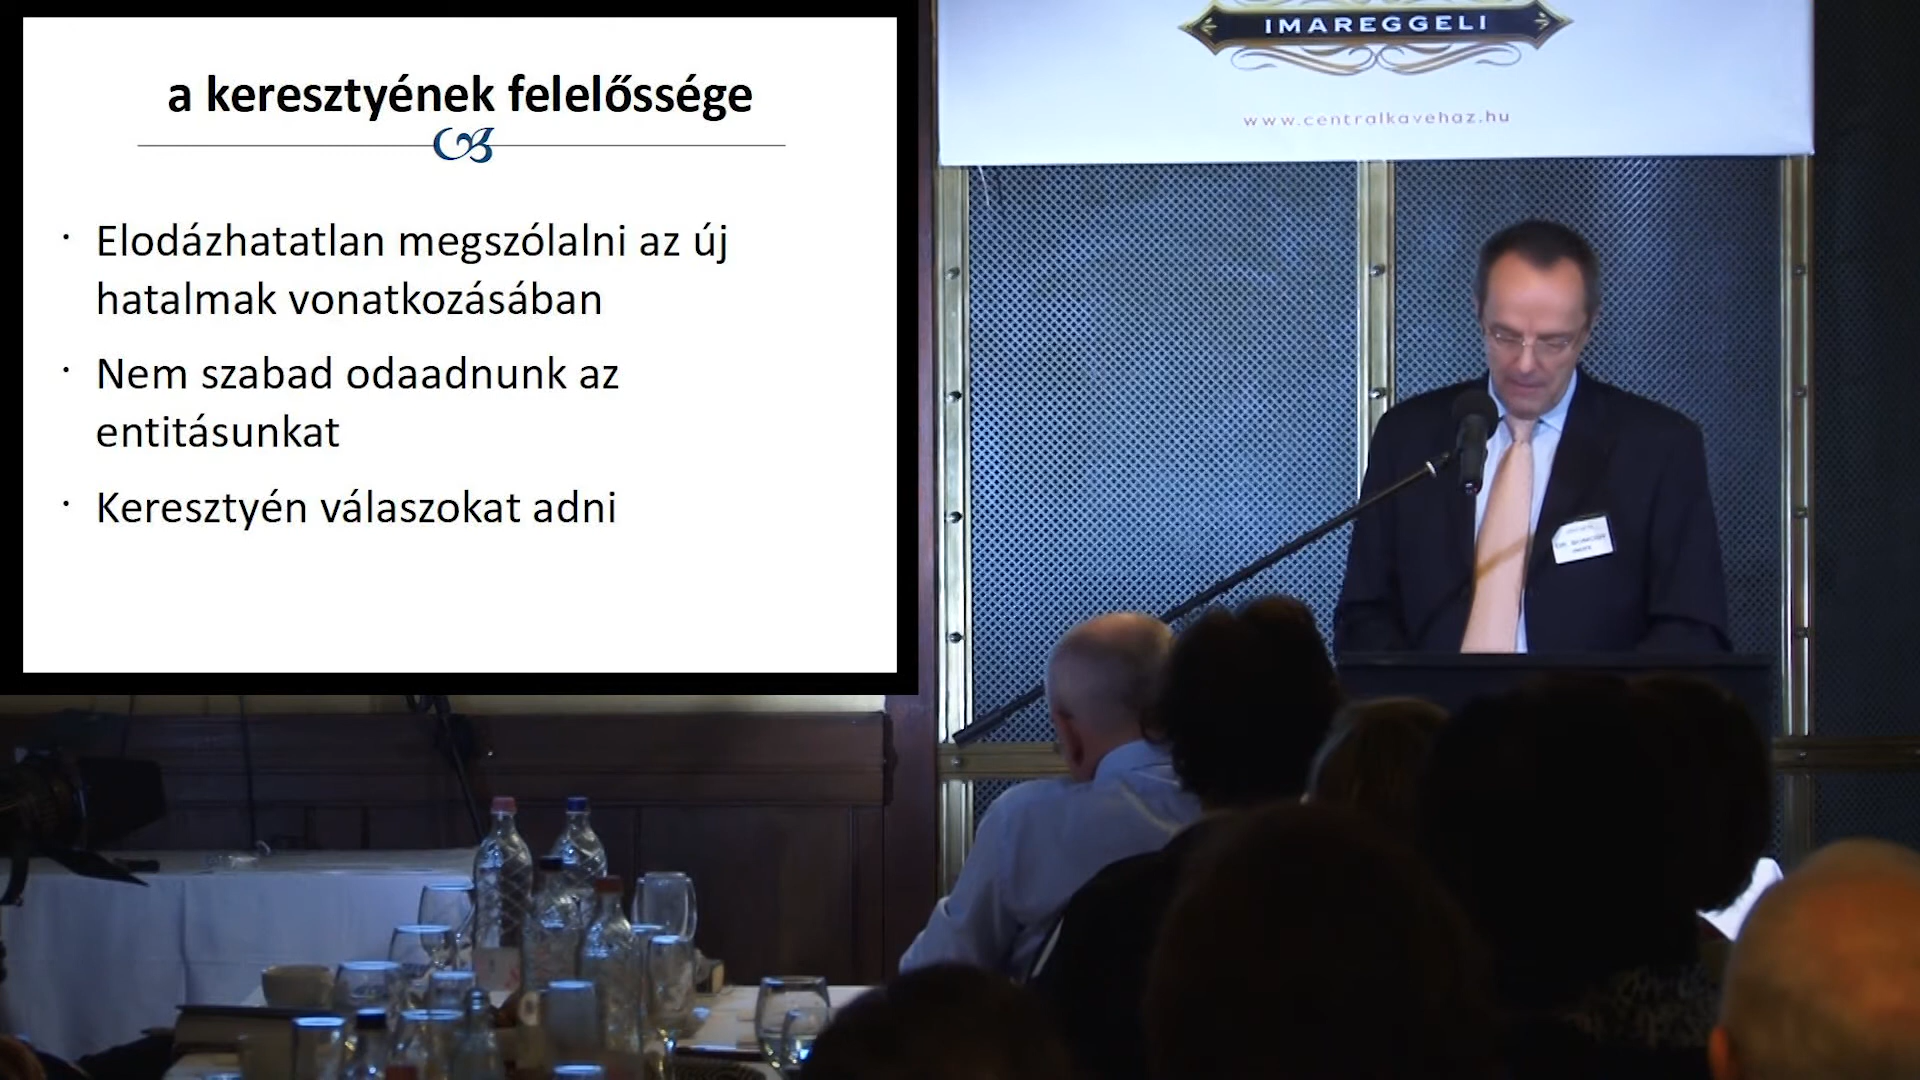 a keresztyének felelőssége
· Elodázhatatlan megszólalni az új
hatalmak vonatkozásában
· Nem szabad odaadnunk az
entitásunkat
· Keresztyén válaszokat adni
IMAREGGELI
www.centralkavehaz.hu